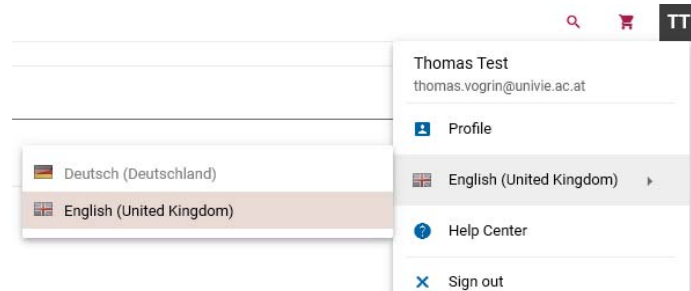 TT
Thomas Test
thomas.vogrin@univie.ac.at
Profile
Deutsch (Deutschland)
English (United Kingdom)
English (United Kingdom)
Help Center
Sign out